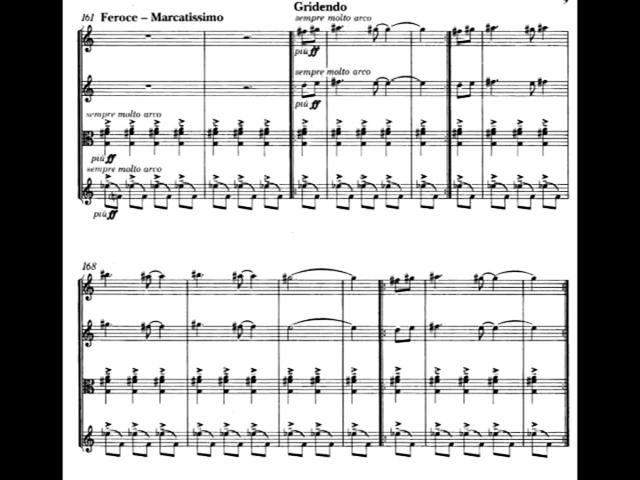 Gridendo
161 Feroce – Marcatissimo
sempre molto arco
più ff
sempre molto arco
più ff
sempre molto arco
più ff
sempre molto arco
più ff
168